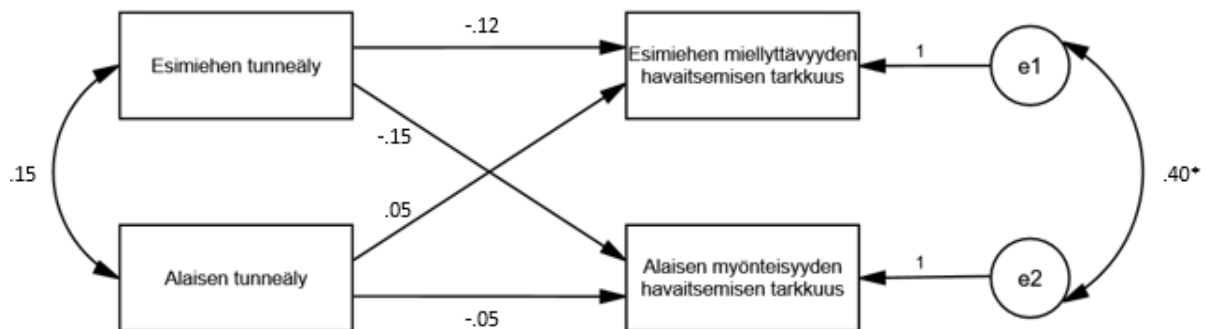 -.12
Esimiehen tunneäly
Esimiehen miellyttävyyden
havaitsemisen tarkkuus
1
e1
-.15
.15
.40*
.05
Alaisen tunneäly
Alaisen myönteisyyden
havaitsemisen tarkkuus
1
e2
-.05